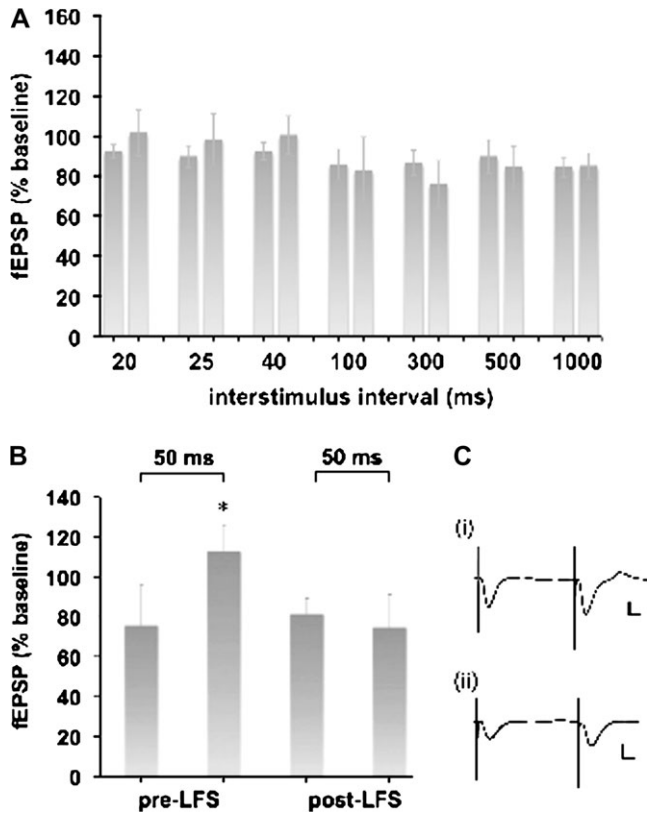 A
fEPSP (% baseline)
160
140
120
100
80
60
40
20
0
20 25 40 100 300 500 1000
interstimulus interval (ms)
B
50 ms 50 ms
fEPSP (% baseline)
140
120
100
80
60
40
20
0
*
pre-LFS post-LFS
C
(i)
(ii)